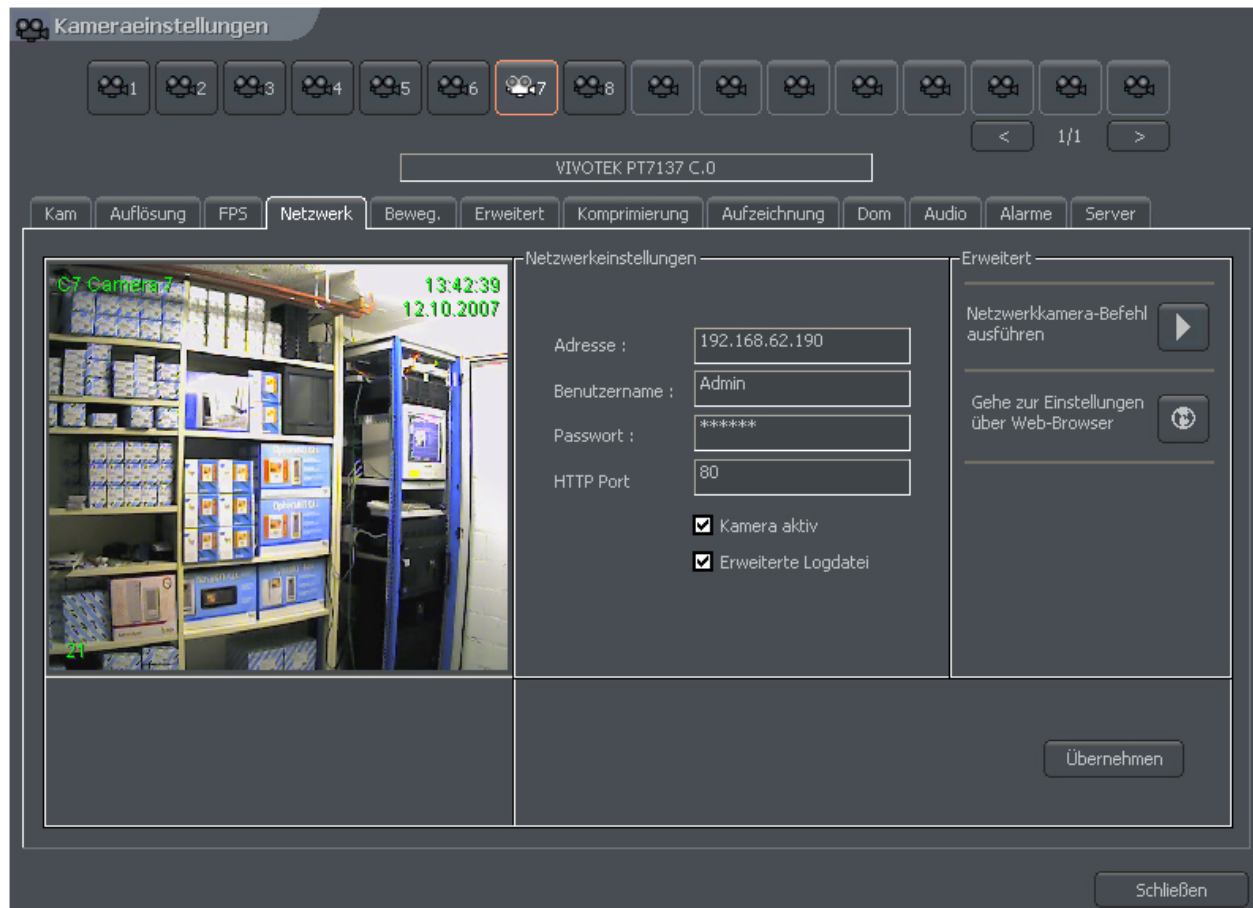 Kameraeinstellungen
1 2 3 4 5 6 7 8
< 1/1 >
VIVOTEK PT7137 C.0
Kam Auflösung FPS Netzwerk Beweg. Erweitert Komprimierung Aufzeichnung Dom Audio Alarme Server
C7 Camera 7
13:42:39
12.10.2007
21
Netzwerkeinstellungen
Adresse : 192.168.62.190
Benutzername : Admin
Passwort : ******
HTTP Port 80
Kamera aktiv
Erweiterte Logdatei
Erweitert
Netzwerkkamera-Befehl
ausführen
Gehe zur Einstellungen
über Web-Browser
Übernehmen
Schließen